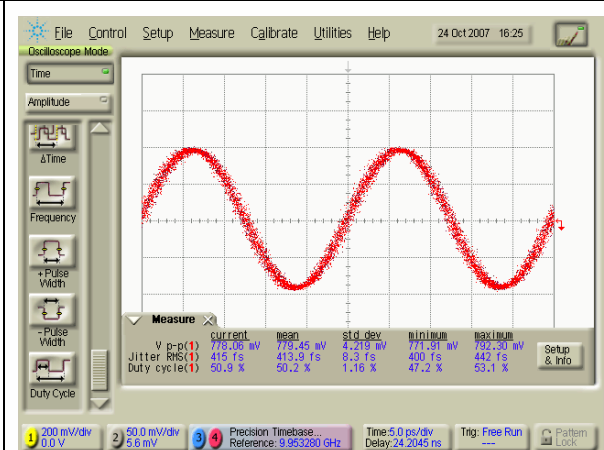 File Control Setup Measure Calibrate Utilities Help 24 Oct 2007 16:25
Oscilloscope Mode
Time
Amplitude
ΔTime
Frequency
+ Pulse
Width
- Pulse
Width
Duty Cycle
Measure
current mean std dev minimum maximum
V p-p(1) 778.06 mV 779.45 mV 4.219 mV 771.91 mV 792.30 mV
Jitter RMS(1) 415 fs 413.9 fs 8.3 fs 400 fs 442 fs
Duty cycle(1) 50.9 % 50.2 % 1.16 % 47.2 % 53.1 %
Setup
& Info
1 200 mV/div
0.0 V
2 50.0 mV/div
5.6 mV
3 4 Precision Timebase...
Reference: 9.953280 GHz
Time:5.0 ps/div
Delay:24.2045 ns
Trig: Free Run
---
Pattern
Lock